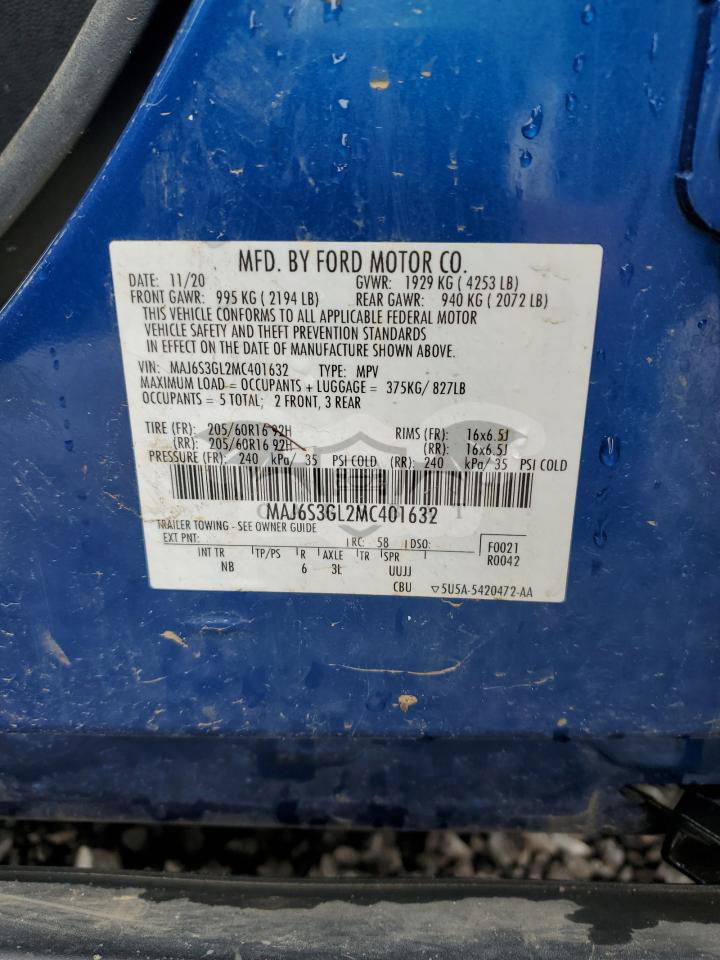 MFD. BY FORD MOTOR CO.
DATE: 11/20 GVWR: 1929 KG ( 4253 LB)
FRONT GAWR: 995 KG ( 2194 LB) REAR GAWR: 940 KG ( 2072 LB)
THIS VEHICLE CONFORMS TO ALL APPLICABLE FEDERAL MOTOR
VEHICLE SAFETY AND THEFT PREVENTION STANDARDS
IN EFFECT ON THE DATE OF MANUFACTURE SHOWN ABOVE.
VIN: MAJ6S3GL2MC401632 TYPE: MPV
MAXIMUM LOAD = OCCUPANTS + LUGGAGE = 375KG/ 827LB
OCCUPANTS = 5 TOTAL; 2 FRONT, 3 REAR
TIRE (FR): 205/60R16 92H RIMS (FR): 16x6.5J
(RR): 205/60R16 92H (RR): 16x6.5J
PRESSURE (FR): 240 kPa/ 35 PSI COLD (RR): 240 kPa/ 35 PSI COLD
MAJ6S3GL2MC401632
TRAILER TOWING - SEE OWNER GUIDE
EXT PNT: RC: 58 DSO: F0021
INT TR TP/PS R AXLE TR SPR R0042
NB 6 3L UUJJ
CBU 5U5A-5420472-AA